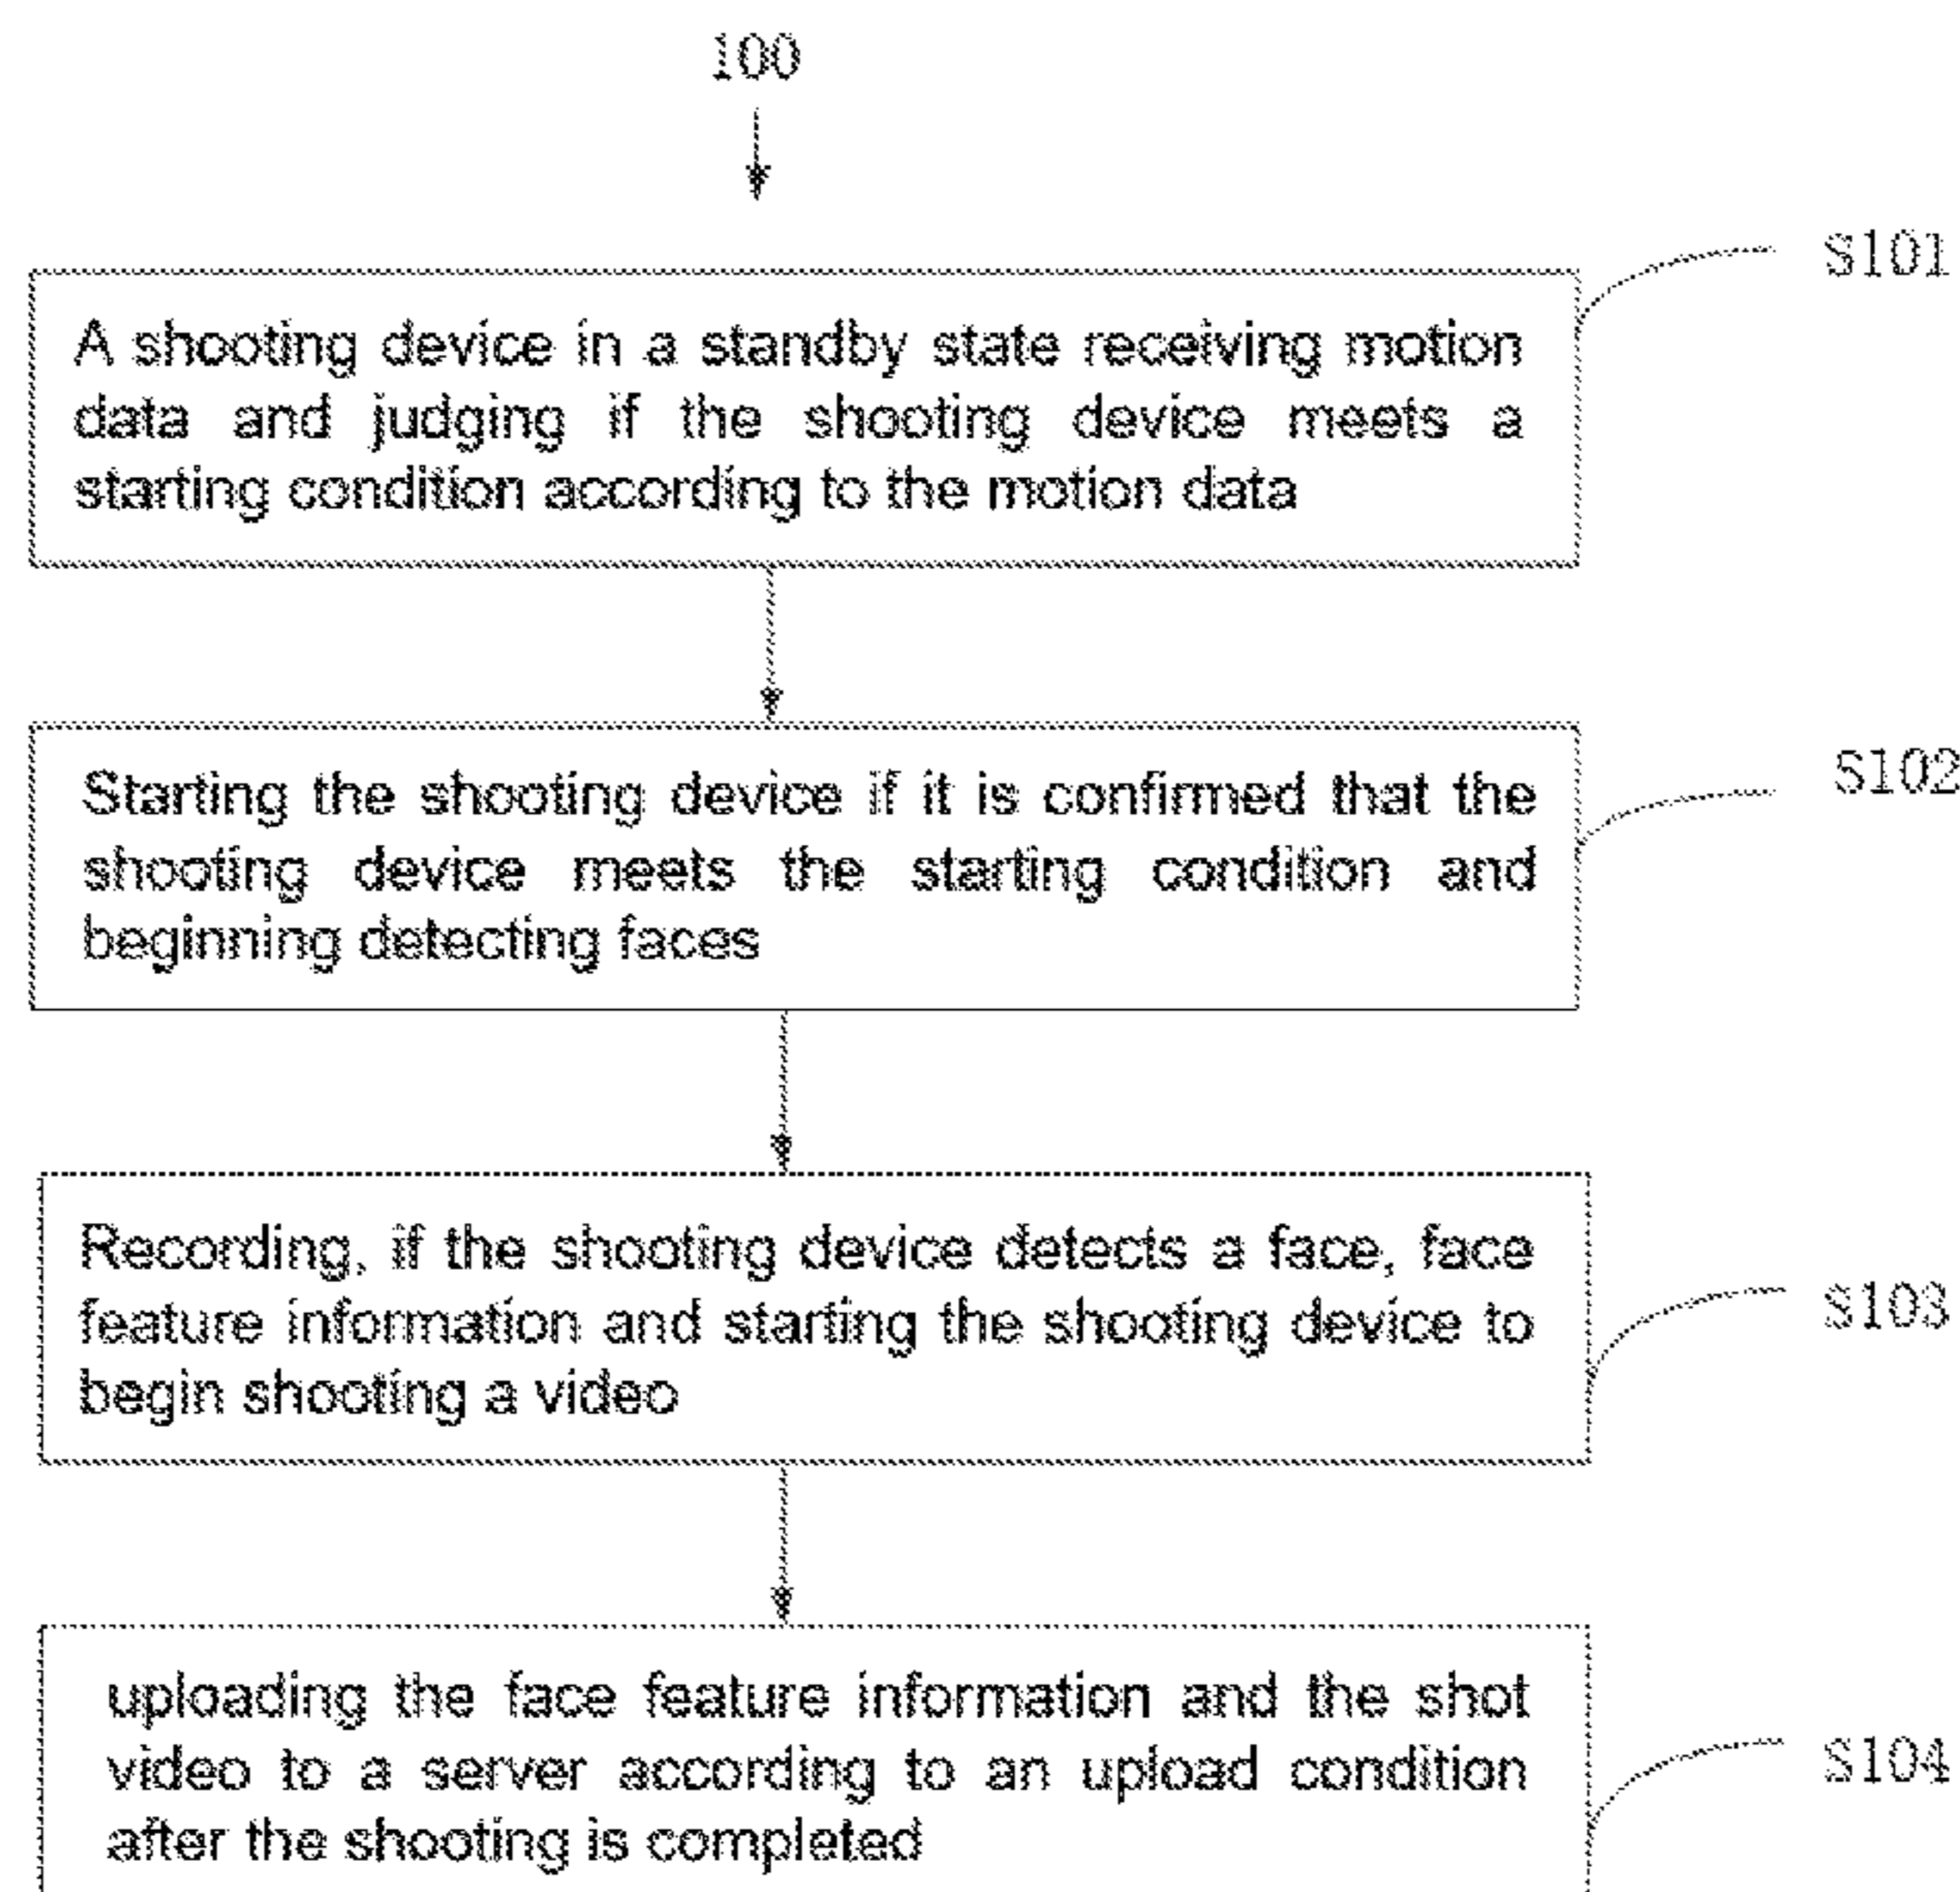 100
S101
A shooting device in a standby state receiving motion
data and judging if the shooting device meets a
starting condition according to the motion data
S102
Starting the shooting device if it is confirmed that the
shooting device meets the starting condition and
beginning detecting faces
S103
Recording, if the shooting device detects a face, face
feature information and starting the shooting device to
begin shooting a video
S104
uploading the face feature information and the shot
video to a server according to an upload condition
after the shooting is completed